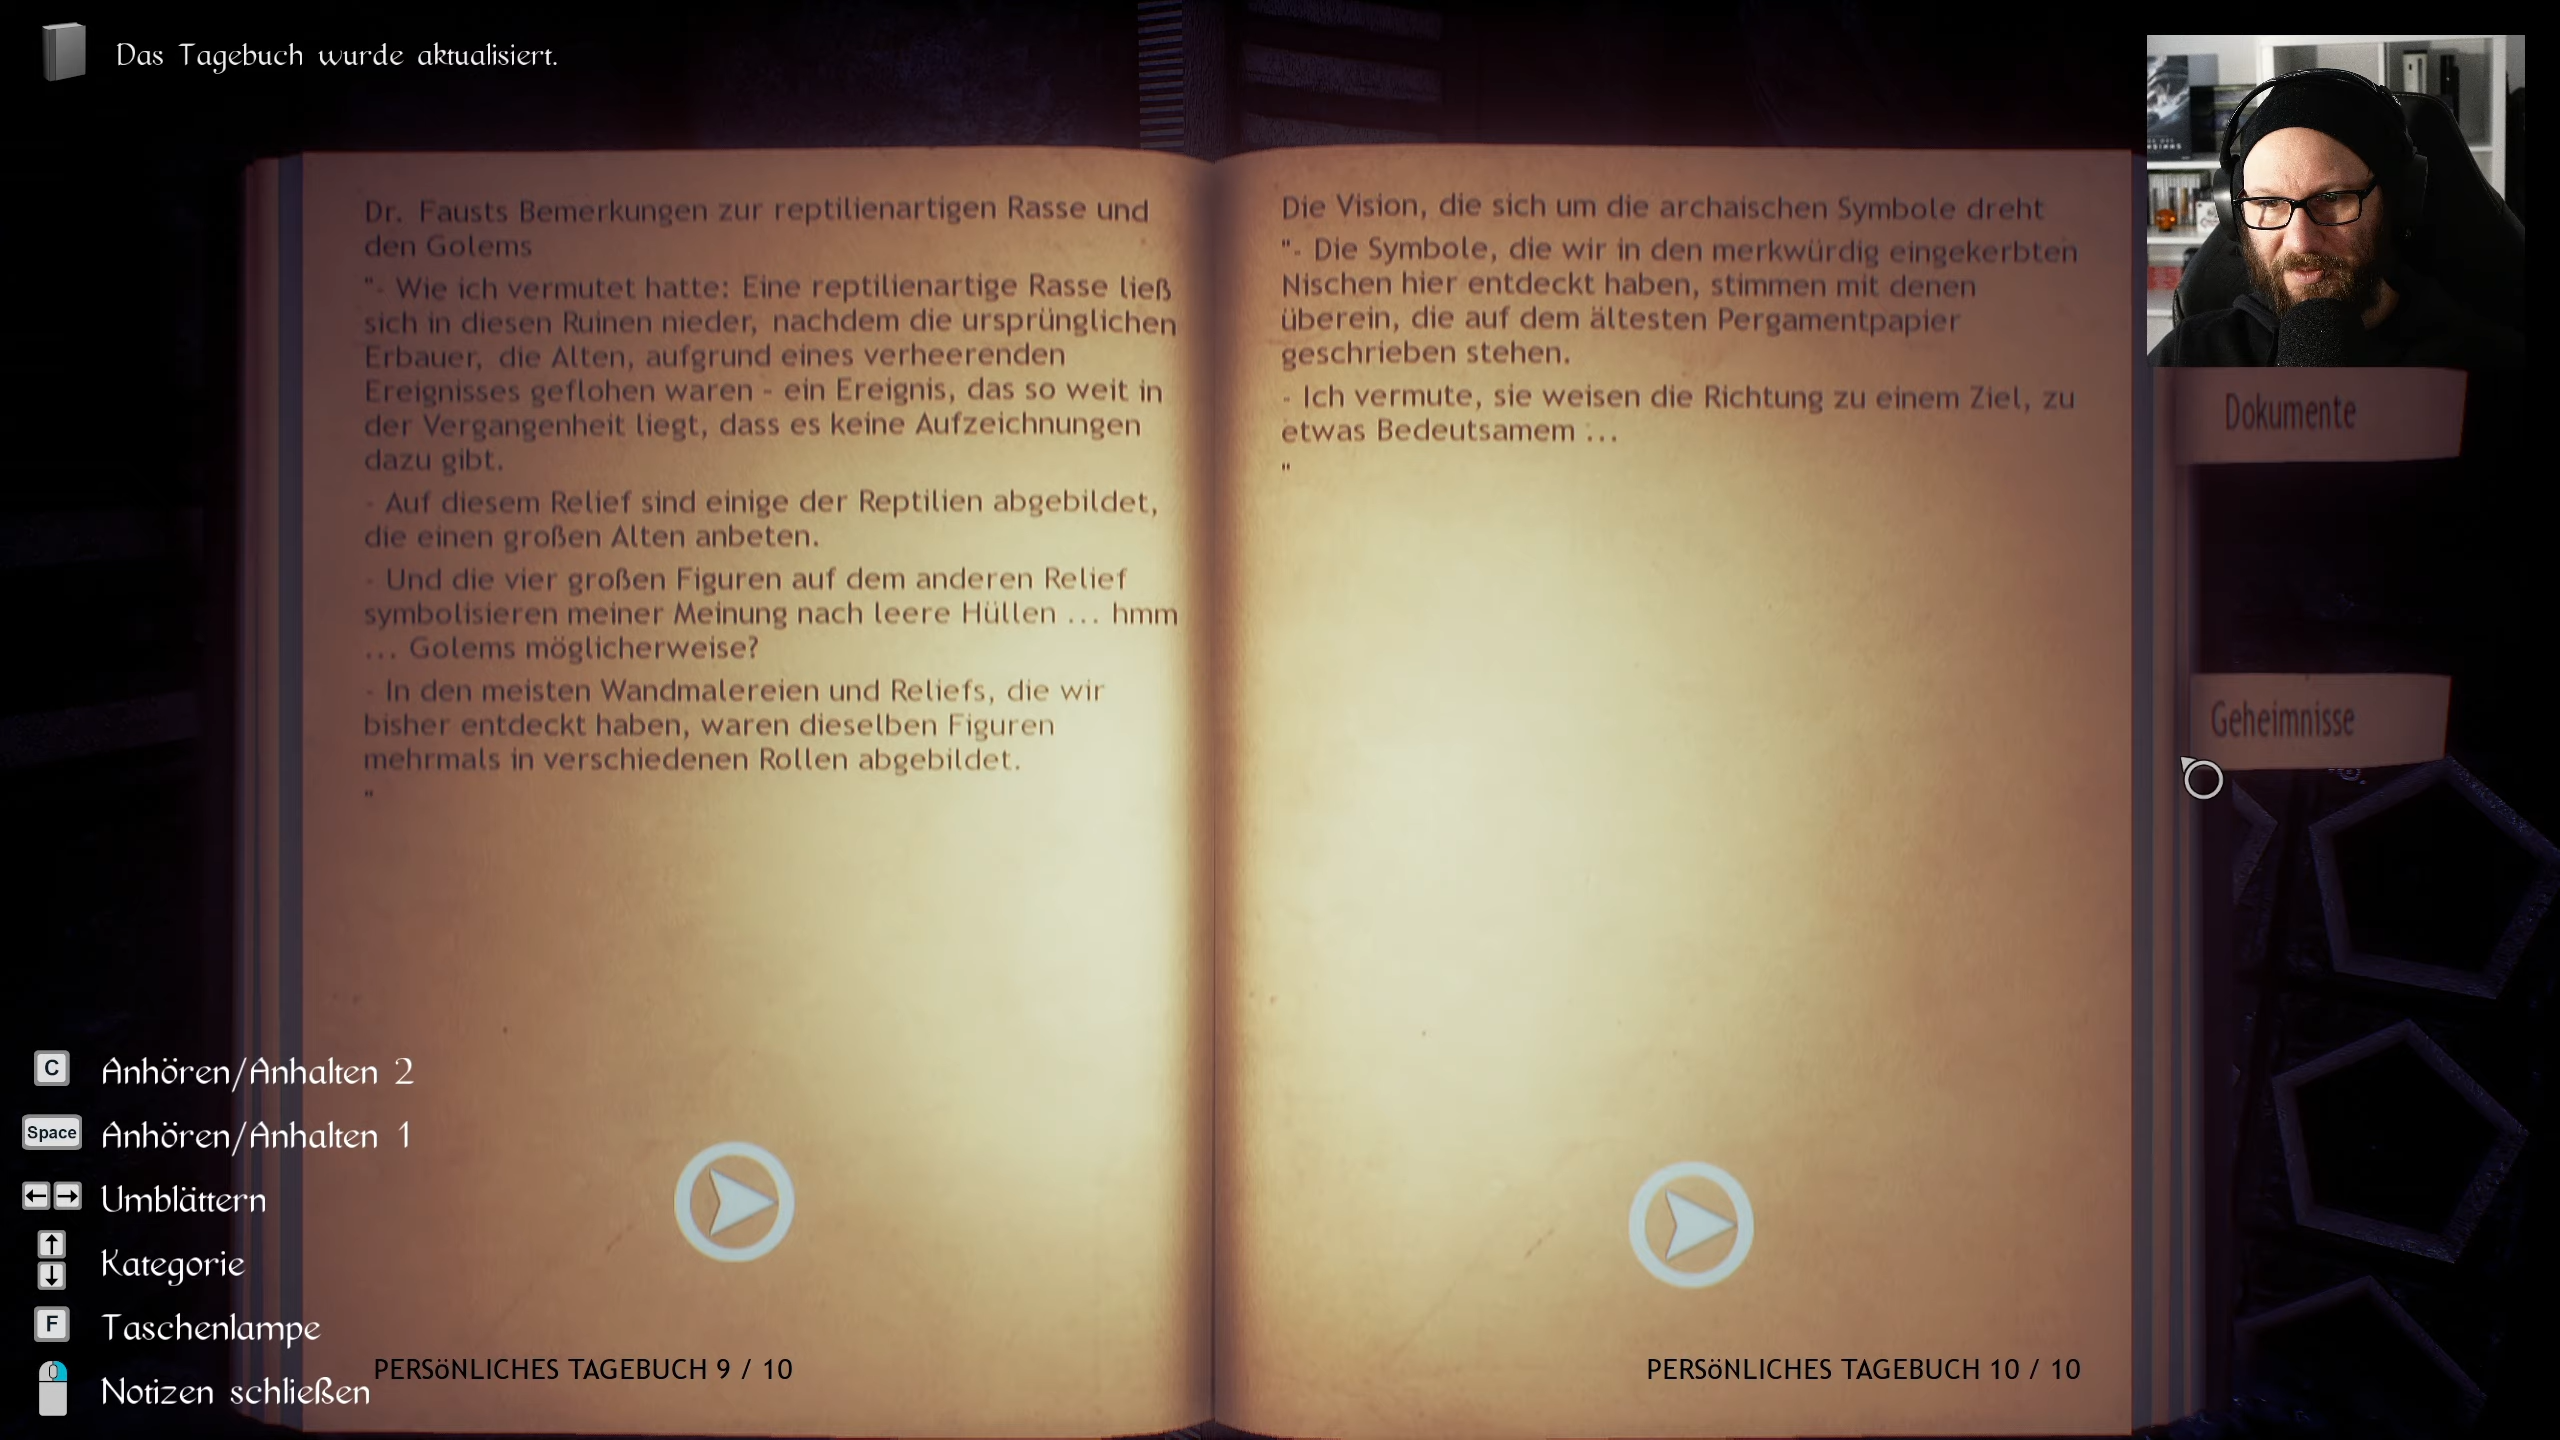 Das Tagebuch wurde aktualisiert.
Dr. Fausts Bemerkungen zur reptilienartigen Rasse und
den Golems
"- Wie ich vermutet hatte: Eine reptilienartige Rasse ließ
sich in diesen Ruinen nieder, nachdem die ursprünglichen
Erbauer, die Alten, aufgrund eines verheerenden
Ereignisses geflohen waren - ein Ereignis, das so weit in
der Vergangenheit liegt, dass es keine Aufzeichnungen
dazu gibt.
- Auf diesem Relief sind einige der Reptilien abgebildet,
die einen großen Alten anbeten.
- Und die vier großen Figuren auf dem anderen Relief
symbolisieren meiner Meinung nach leere Hüllen ... hmm
... Golems möglicherweise?
- In den meisten Wandmalereien und Reliefs, die wir
bisher entdeckt haben, waren dieselben Figuren
mehrmals in verschiedenen Rollen abgebildet.
"
PERSöNLICHES TAGEBUCH 9 / 10
Die Vision, die sich um die archaischen Symbole dreht
"- Die Symbole, die wir in den merkwürdig eingekerbten
Nischen hier entdeckt haben, stimmen mit denen
überein, die auf dem ältesten Pergamentpapier
geschrieben stehen.
- Ich vermute, sie weisen die Richtung zu einem Ziel, zu
etwas Bedeutsamem ...
"
PERSöNLICHES TAGEBUCH 10 / 10
Dokumente
Geheimnisse
C Anhören/Anhalten 2
Space Anhören/Anhalten 1
←→ Umblättern
↑↓ Kategorie
F Taschenlampe
Notizen schließen